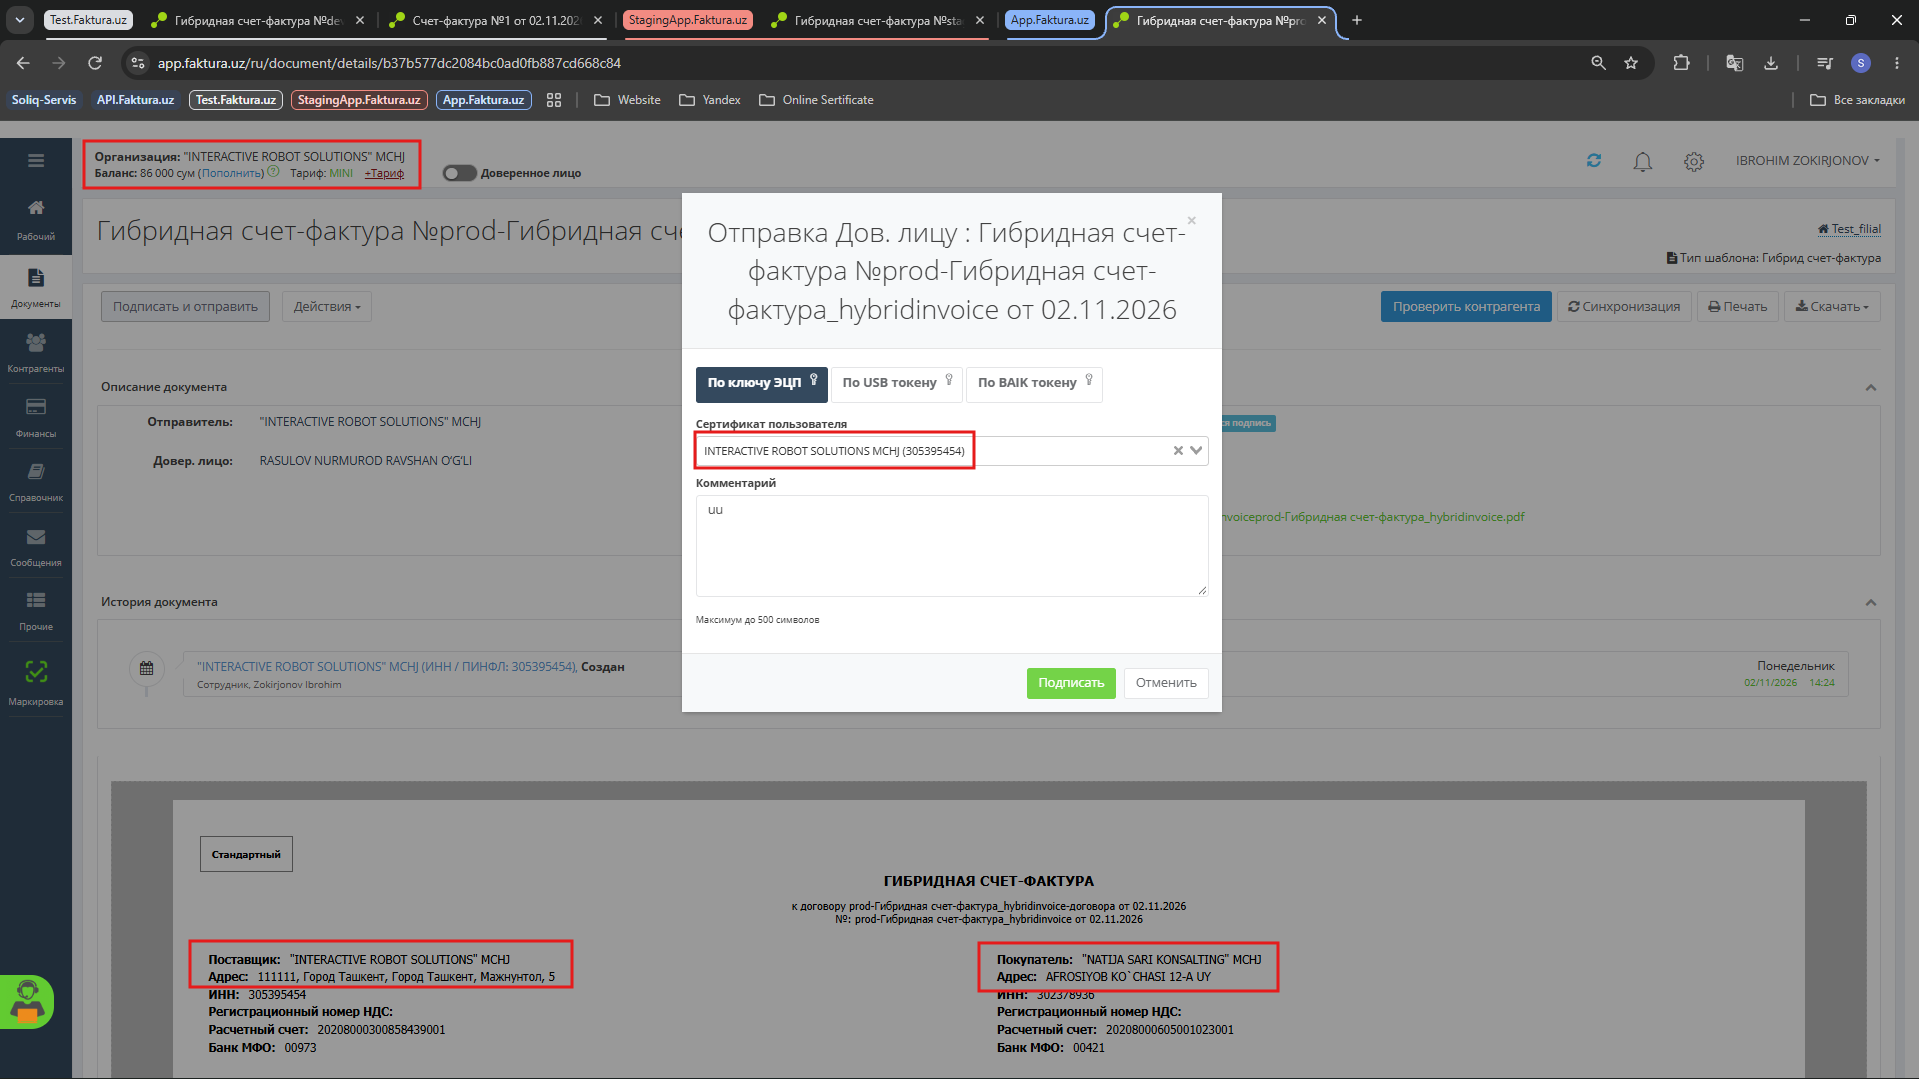 Test.Faktura.uz
Гибридная счет-фактура №de
Счет-фактура №1 от 02.11.202
StagingApp.Faktura.uz
Гибридная счет-фактура №sta
App.Faktura.uz
Гибридная счет-фактура №pro
app.faktura.uz/ru/document/details/b37b577dc2084bc0ad0fb887cd668c84
S
Soliq-Servis
API.Faktura.uz
Test.Faktura.uz
StagingApp.Faktura.uz
App.Faktura.uz
Website
Yandex
Online Sertificate
Все закладки
Организация: "INTERACTIVE ROBOT SOLUTIONS" MCHJ
Баланс: 86 000 сум (Пополнить) Тариф: MINI +Тариф
Доверенное лицо
IBROHIM ZOKIRJONOV
Рабочий
Документы
Контрагенты
Финансы
Справочник
Сообщения
Прочие
Маркировка
Гибридная счет-фактура №prod-Гибридная сче
Test_filial
Тип шаблона: Гибрид счет-фактура
Подписать и отправить
Действия
Проверить контрагента
Синхронизация
Печать
Скачать
Описание документа
Отправитель: "INTERACTIVE ROBOT SOLUTIONS" MCHJ
Довер. лицо: RASULOV NURMUROD RAVSHAN O‘G‘LI
ся подпись
voiceprod-Гибридная счет-фактура_hybridinvoice.pdf
История документа
"INTERACTIVE ROBOT SOLUTIONS" MCHJ (ИНН / ПИНФЛ: 305395454), Создан
Сотрудник, Zokirjonov Ibrohim
Понедельник
02/11/2026 14:24
Отправка Дов. лицу : Гибридная счет-
фактура №prod-Гибридная счет-
фактура_hybridinvoice от 02.11.2026
×
По ключу ЭЦП
По USB токену
По BAIK токену
Сертификат пользователя
INTERACTIVE ROBOT SOLUTIONS MCHJ (305395454)
Комментарий
uu
Максимум до 500 символов
Подписать
Отменить
Стандартный
ГИБРИДНАЯ СЧЕТ-ФАКТУРА
к договору prod-Гибридная счет-фактура_hybridinvoice-договора от 02.11.2026
№: prod-Гибридная счет-фактура_hybridinvoice от 02.11.2026
Поставщик: "INTERACTIVE ROBOT SOLUTIONS" MCHJ
Адрес: 111111, Город Ташкент, Город Ташкент, Мажнунтол, 5
ИНН: 305395454
Регистрационный номер НДС:
Расчетный счет: 20208000300858439001
Банк МФО: 00973
Покупатель: "NATIJA SARI KONSALTING" MCHJ
Адрес: AFROSIYOB KO`CHASI 12-A UY
ИНН: 302378936
Регистрационный номер НДС:
Расчетный счет: 20208000605001023001
Банк МФО: 00421